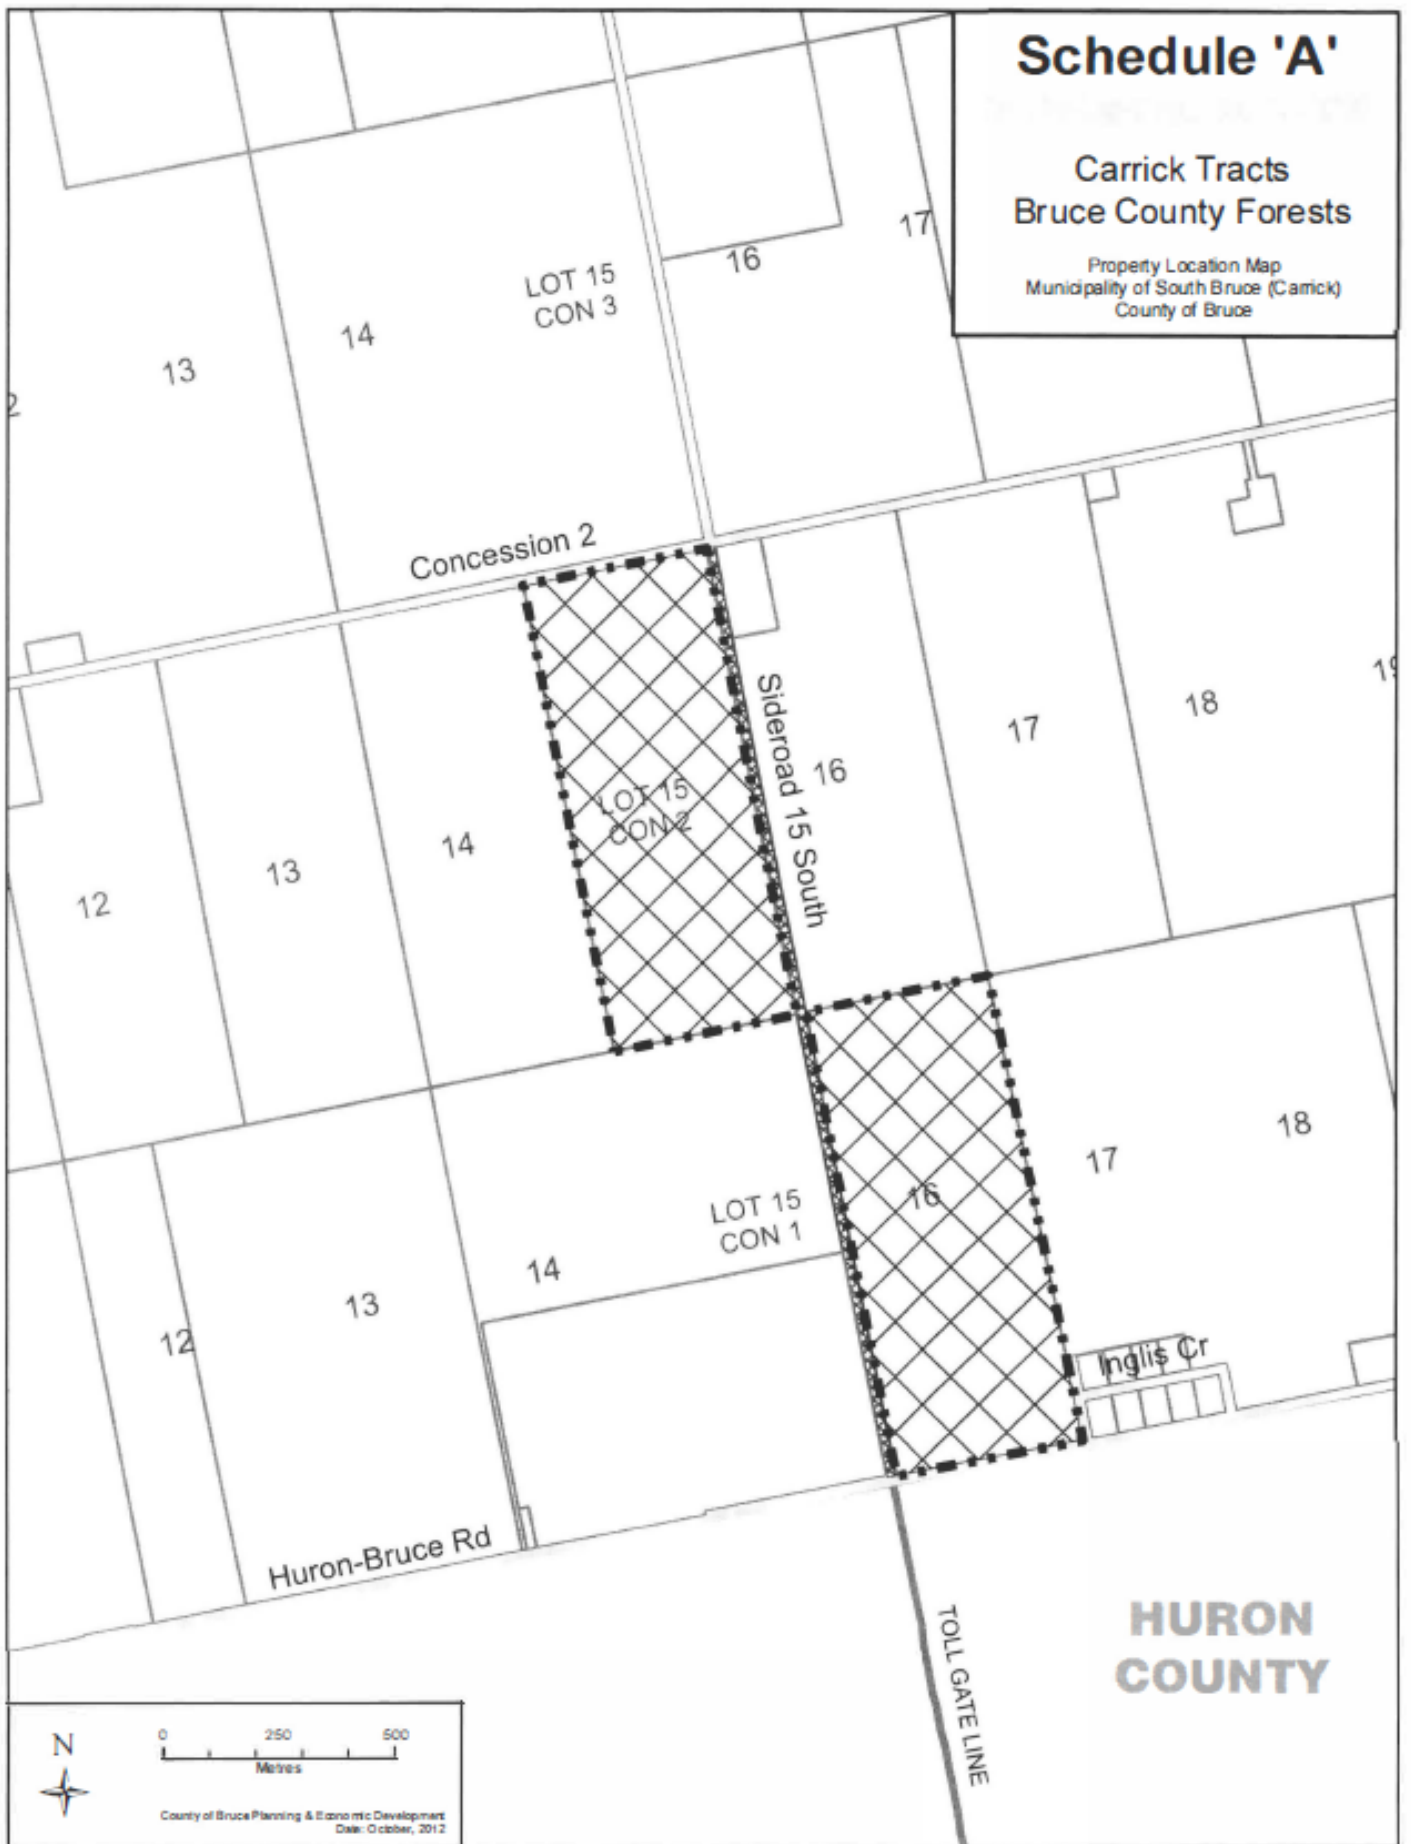 Schedule 'A'
Carrick Tracts
Bruce County Forests
Property Location Map
Municipality of South Bruce (Carrick)
County of Bruce
17
16
LOT 15
CON 3
14
13
2
Concession 2
19
18
17
Sideroad 15 South
16
LOT 15
CON 2
14
13
12
18
17
16
LOT 15
CON 1
14
13
12
Inglis Cr
Huron-Bruce Rd
HURON
COUNTY
TOLL GATE LINE
N
0 250 500
Metres
County of Bruce Planning & Economic Development
Date: October, 2012